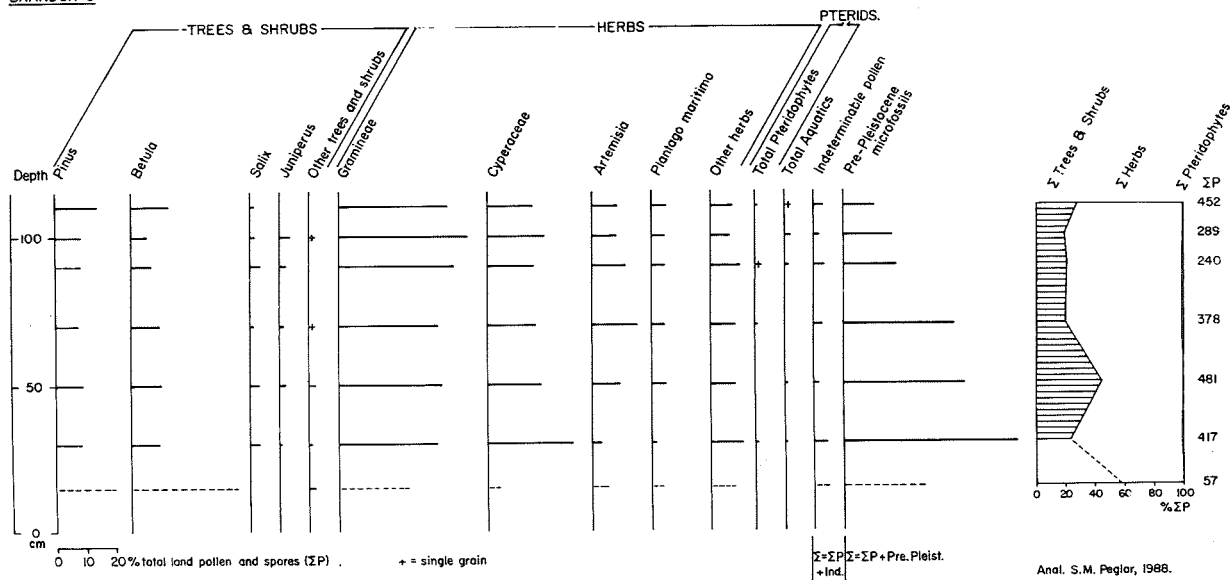 TREES & SHRUBS
HERBS
PTERIDS.
Depth
Pinus
Betula
Salix
Juniperus
Other trees and shrubs
Gramineae
Cyperaceae
Artemisia
Plantago maritima
Other herbs
Total Pteridophytes
Total Aquatics
Indeterminable pollen
Pre-Pleistocene microfossils
Σ Trees & Shrubs
Σ Herbs
Σ Pteridophytes
ΣP
452
100
289
240
378
50
481
417
57
0
cm
0 20 40 60 80 100
% ΣP
0 10 20% total land pollen and spores (ΣP) .
+ = single grain
Σ=ΣP
+Ind.
Σ=ΣP+Pre.Pleist.
Anal. S.M. Peglar, 1988.